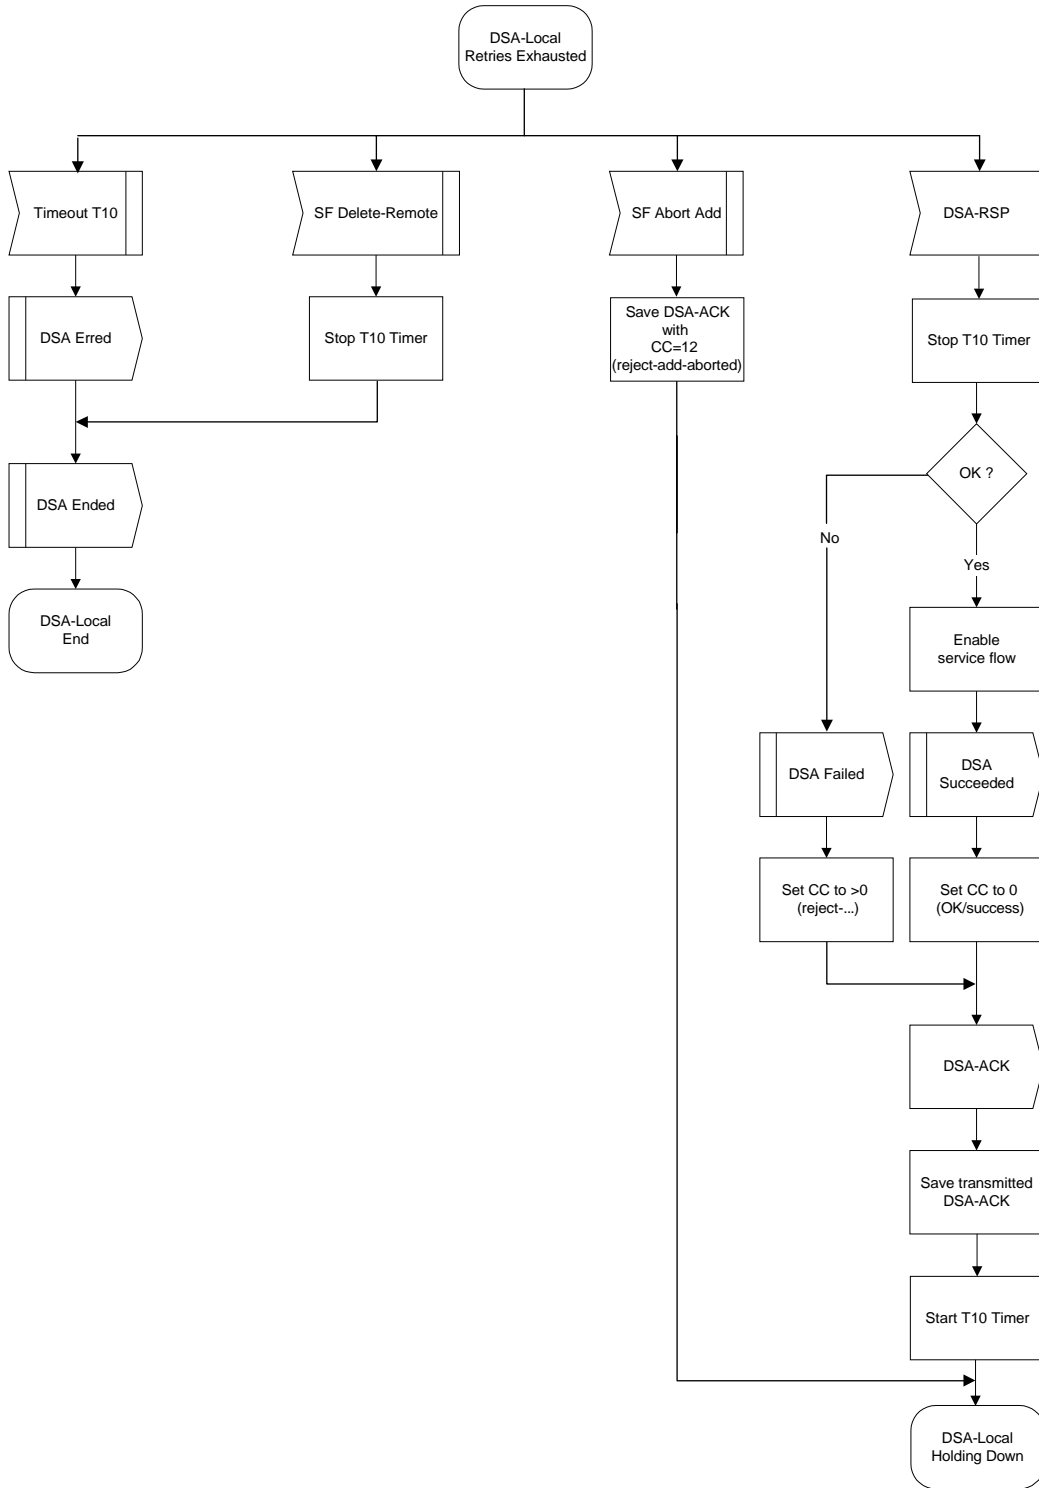 DSA-Local
Retries Exhausted
Timeout T10
SF Delete-Remote
SF Abort Add
DSA-RSP
DSA Erred
Stop T10 Timer
Save DSA-ACK
with
CC=12
(reject-add-aborted)
Stop T10 Timer
DSA Ended
OK ?
No
Yes
DSA-Local
End
Enable
service flow
DSA Failed
DSA
Succeeded
Set CC to >0
(reject-...)
Set CC to 0
(OK/success)
DSA-ACK
Save transmitted
DSA-ACK
Start T10 Timer
DSA-Local
Holding Down